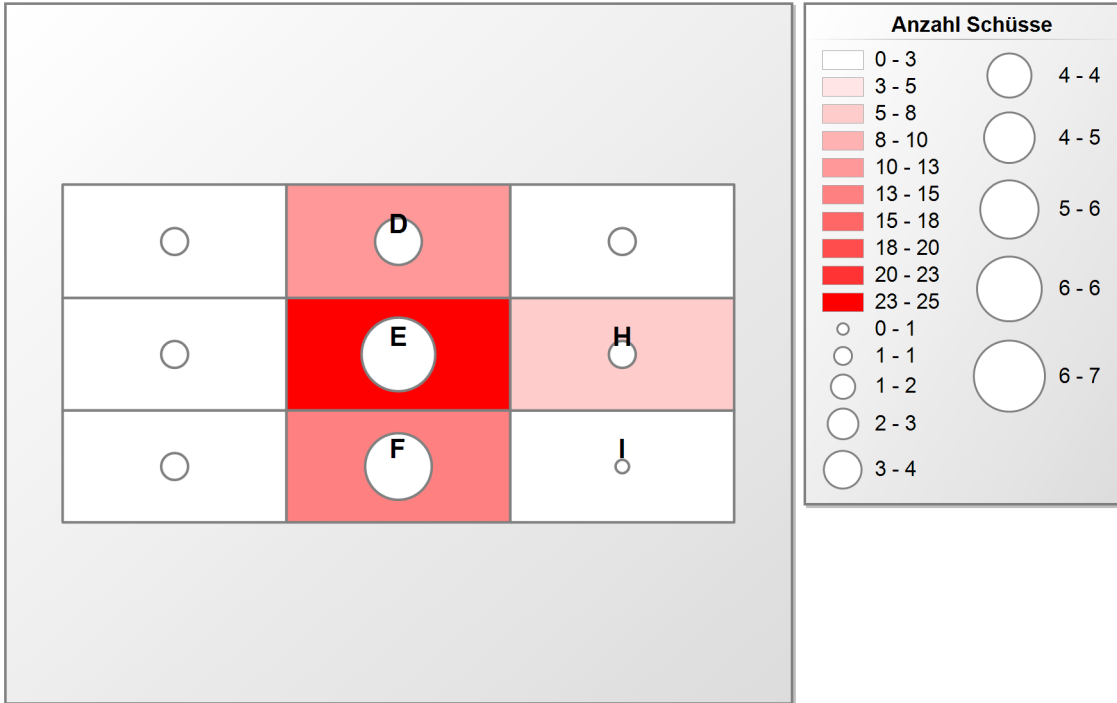 D
E
H
F
I
Anzahl Schüsse
0 - 3
3 - 5
5 - 8
8 - 10
10 - 13
13 - 15
15 - 18
18 - 20
20 - 23
23 - 25
0 - 1
1 - 1
1 - 2
2 - 3
3 - 4
4 - 4
4 - 5
5 - 6
6 - 6
6 - 7